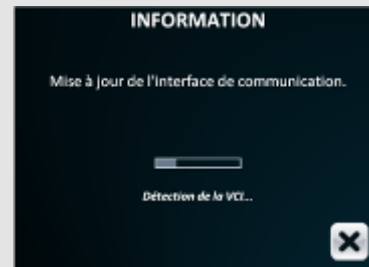 INFORMATION
Mise à jour de l'interface de communication.
Détection de la VCI...